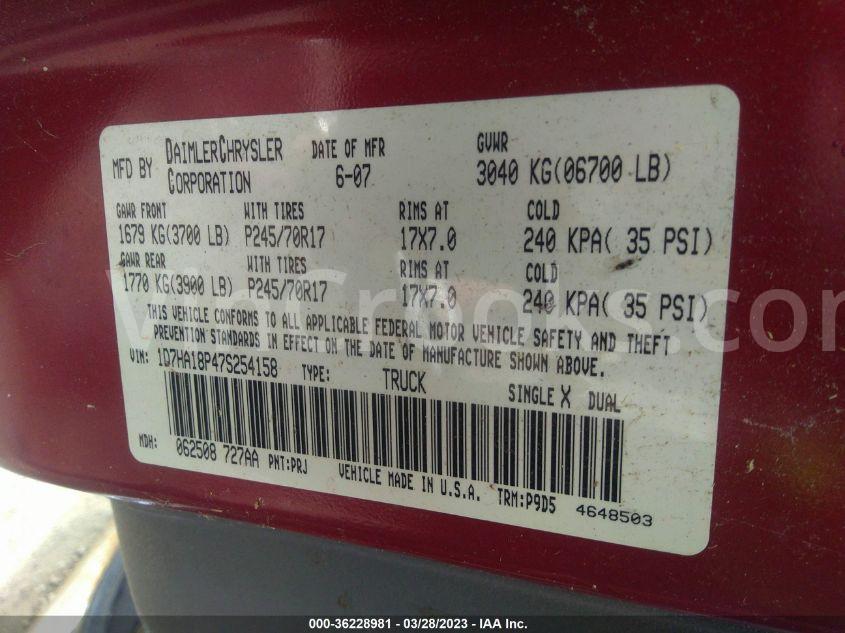 MFD BY DAIMLERCHRYSLER CORPORATION DATE OF MFR 6-07 GVWR 3040 KG(06700 LB)
GAWR FRONT WITH TIRES RIMS AT COLD
1679 KG(3700 LB) P245/70R17 17X7.0 240 KPA( 35 PSI)
GAWR REAR WITH TIRES RIMS AT COLD
1770 KG(3900 LB) P245/70R17 17X7.0 240 KPA( 35 PSI)
THIS VEHICLE CONFORMS TO ALL APPLICABLE FEDERAL MOTOR VEHICLE SAFETY AND THEFT
PREVENTION STANDARDS IN EFFECT ON THE DATE OF MANUFACTURE SHOWN ABOVE.
VIN: 1D7HA18P47S254158 TYPE: TRUCK SINGLE X DUAL
MDH: 062508 727AA PNT:PRJ VEHICLE MADE IN U.S.A. TRM:P9D5 4648503
000-36228981 / 03/28/2023 / IAA Inc.